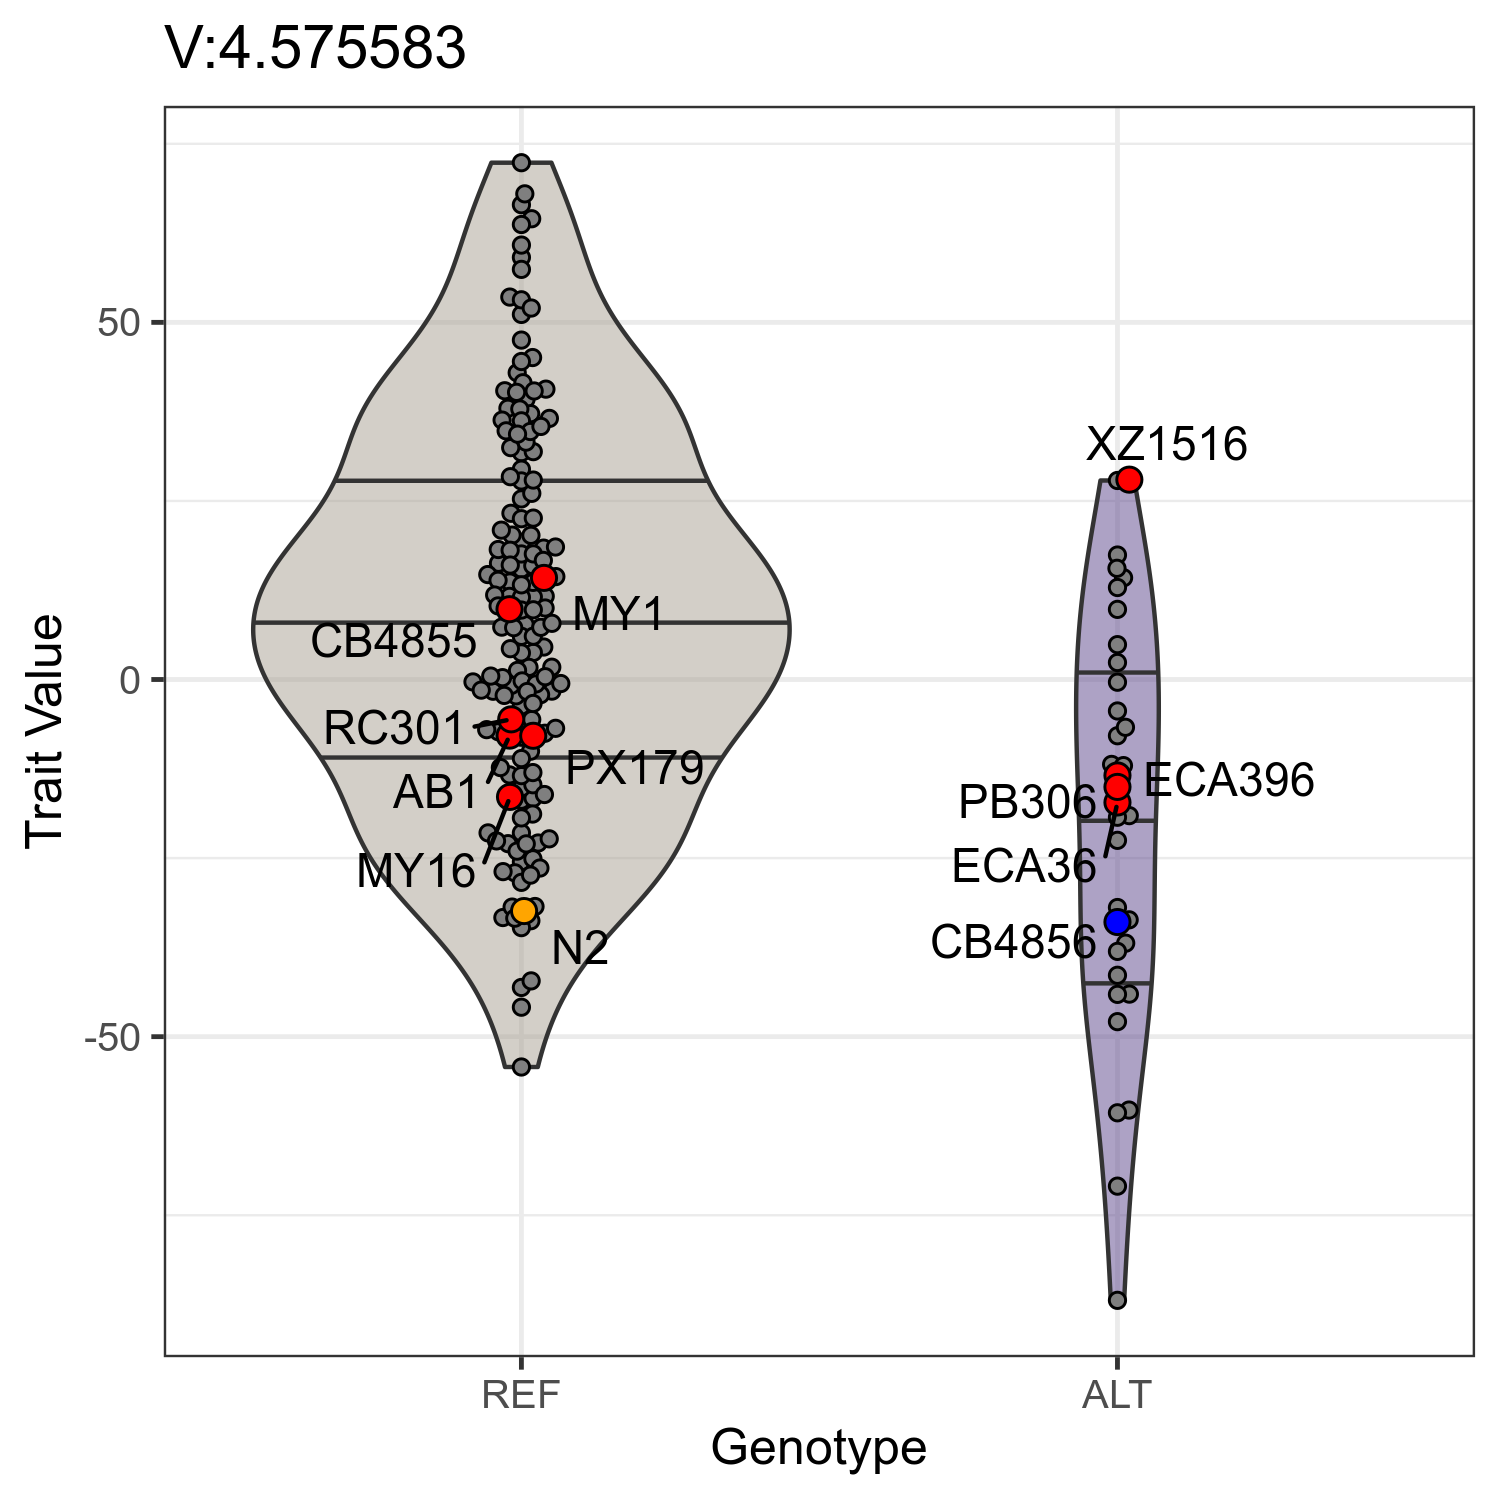 V:4.575583
Trait Value
50
0
-50
XZ1516
MY1
CB4855
RC301
PX179
AB1
MY16
N2
ECA396
PB306
ECA36
CB4856
REF
ALT
Genotype